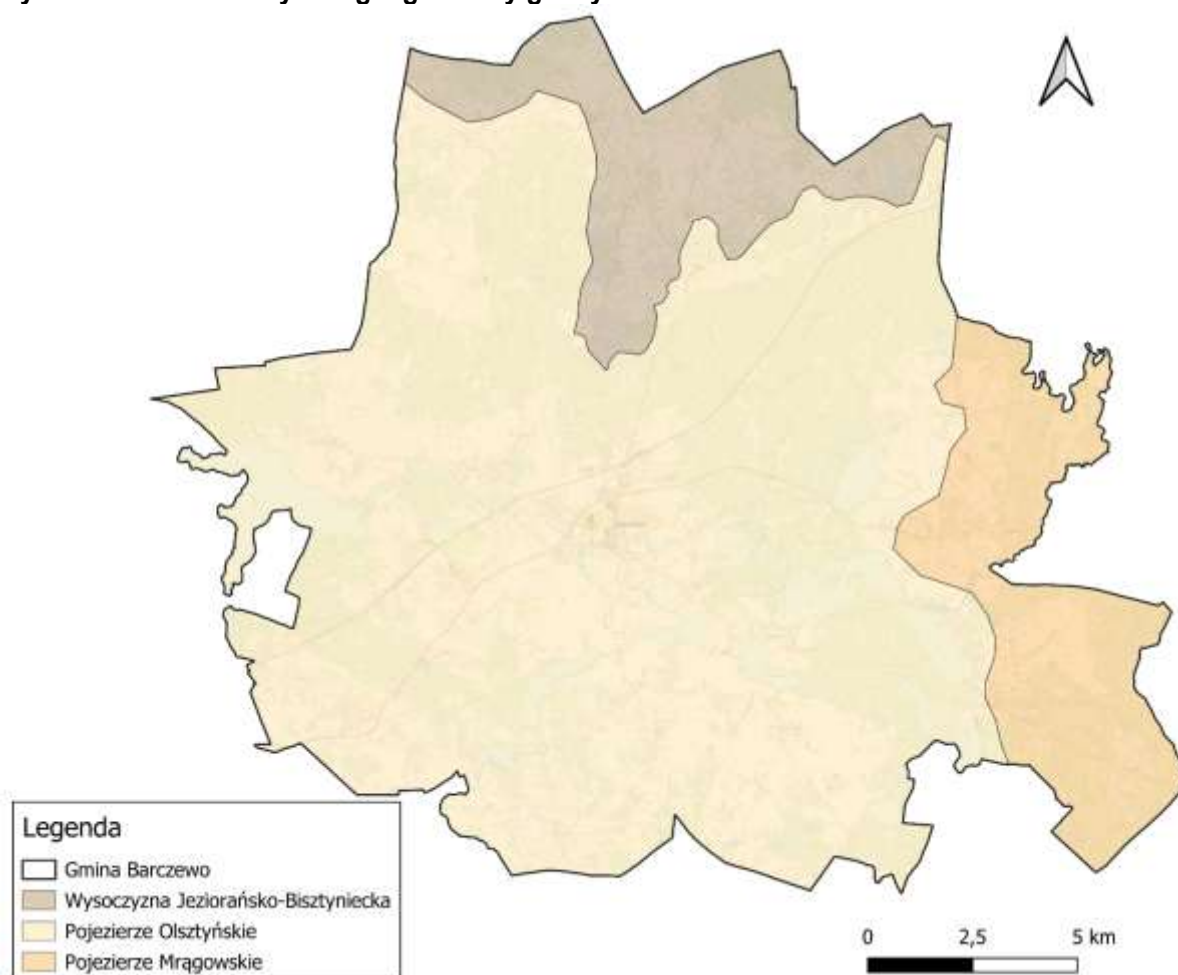 Legenda
Gmina Barczewo
Wysoczyzna Jeziorańsko-Bisztyniecka
Pojezierze Olsztyńskie
Pojezierze Mrągowskie
0 2,5 5 km